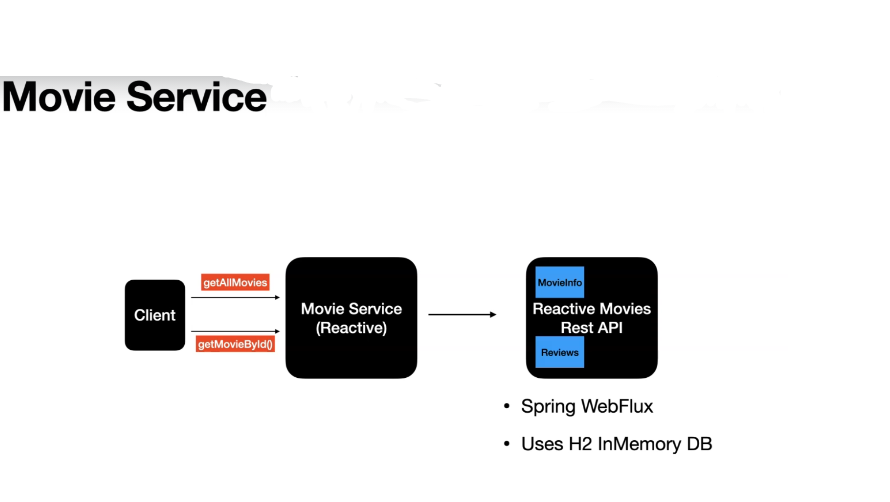 Movie Service
getAllMovies
Client
getMovieById()
Movie Service
(Reactive)
MovieInfo
Reactive Movies
Rest API
Reviews
• Spring WebFlux
• Uses H2 InMemory DB